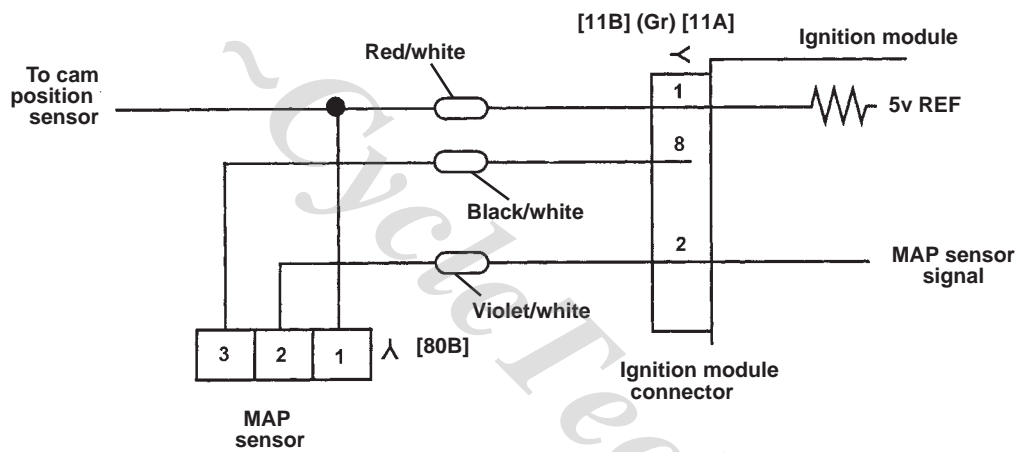 [11B] (Gr) [11A]
Ignition module
Red/white
To cam
position
sensor
1
5v REF
8
Black/white
2
MAP sensor
signal
Violet/white
3 2 1
[80B]
Ignition module
connector
MAP
sensor
~CycleTec